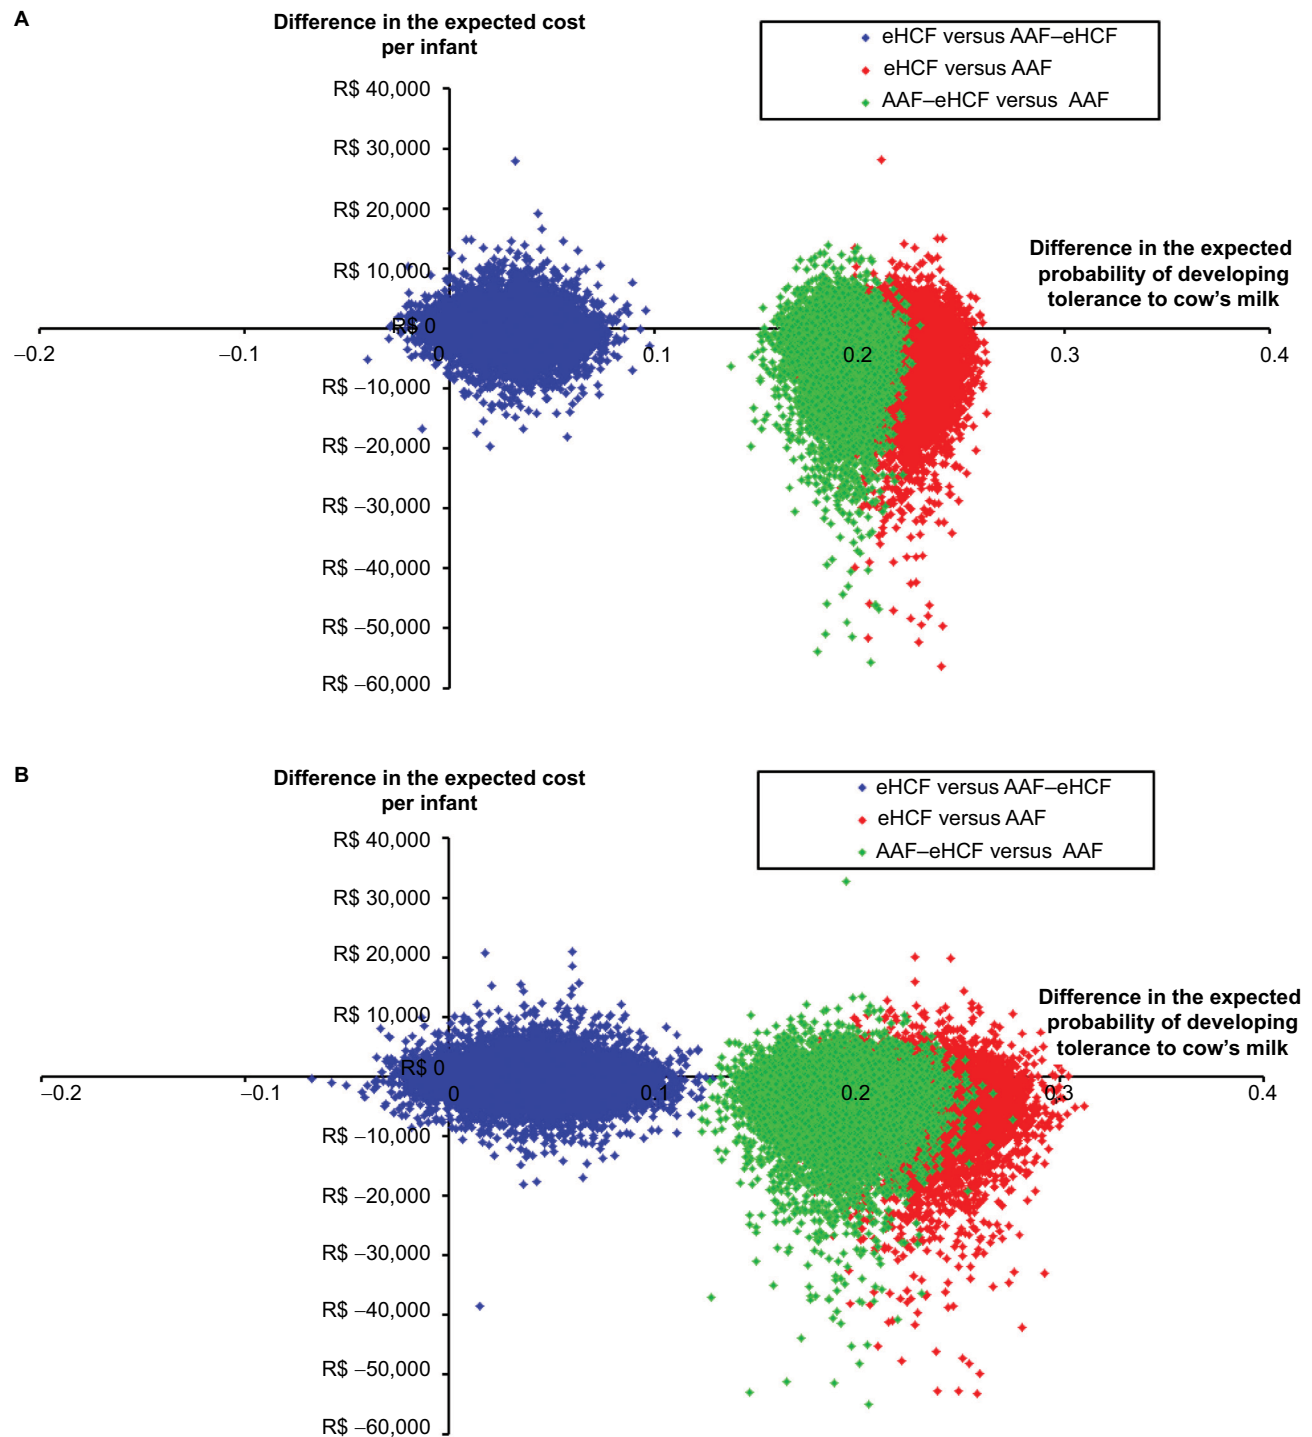 A
Difference in the expected cost
per infant
eHCF versus AAF–eHCF
eHCF versus AAF
AAF–eHCF versus AAF
R$ 40,000
R$ 30,000
R$ 20,000
R$ 10,000
R$ 0
R$ –10,000
R$ –20,000
R$ –30,000
R$ –40,000
R$ –50,000
R$ –60,000
Difference in the expected
probability of developing
tolerance to cow's milk
–0.2
–0.1
0
0.1
0.2
0.3
0.4
B
Difference in the expected cost
per infant
eHCF versus AAF–eHCF
eHCF versus AAF
AAF–eHCF versus AAF
R$ 40,000
R$ 30,000
R$ 20,000
R$ 10,000
R$ 0
R$ –10,000
R$ –20,000
R$ –30,000
R$ –40,000
R$ –50,000
R$ –60,000
Difference in the expected
probability of developing
tolerance to cow's milk
–0.2
–0.1
0
0.1
0.2
0.3
0.4